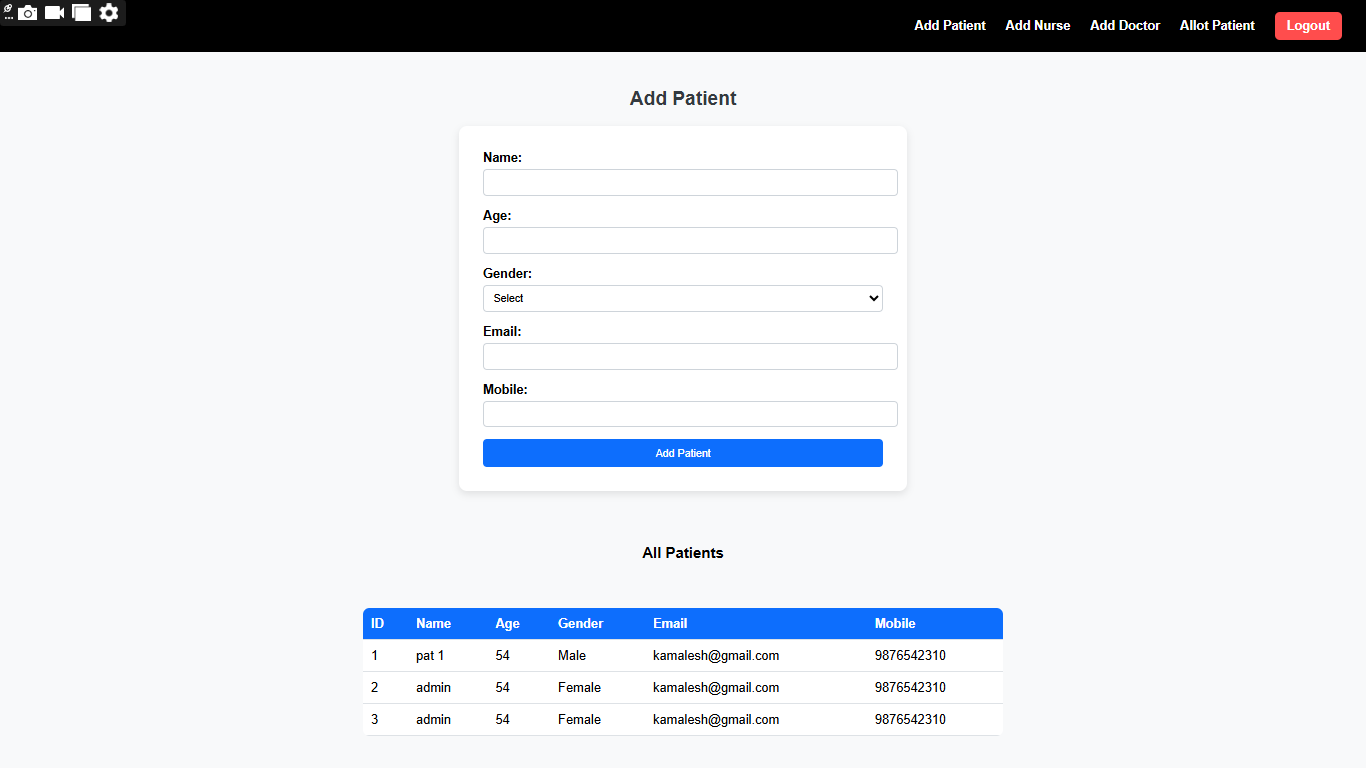 Add Patient Add Nurse Add Doctor Allot Patient Logout
Add Patient
Name:
Age:
Gender:
Select
Email:
Mobile:
Add Patient
All Patients
ID Name Age Gender Email Mobile
1 pat 1 54 Male kamalesh@gmail.com 9876542310
2 admin 54 Female kamalesh@gmail.com 9876542310
3 admin 54 Female kamalesh@gmail.com 9876542310